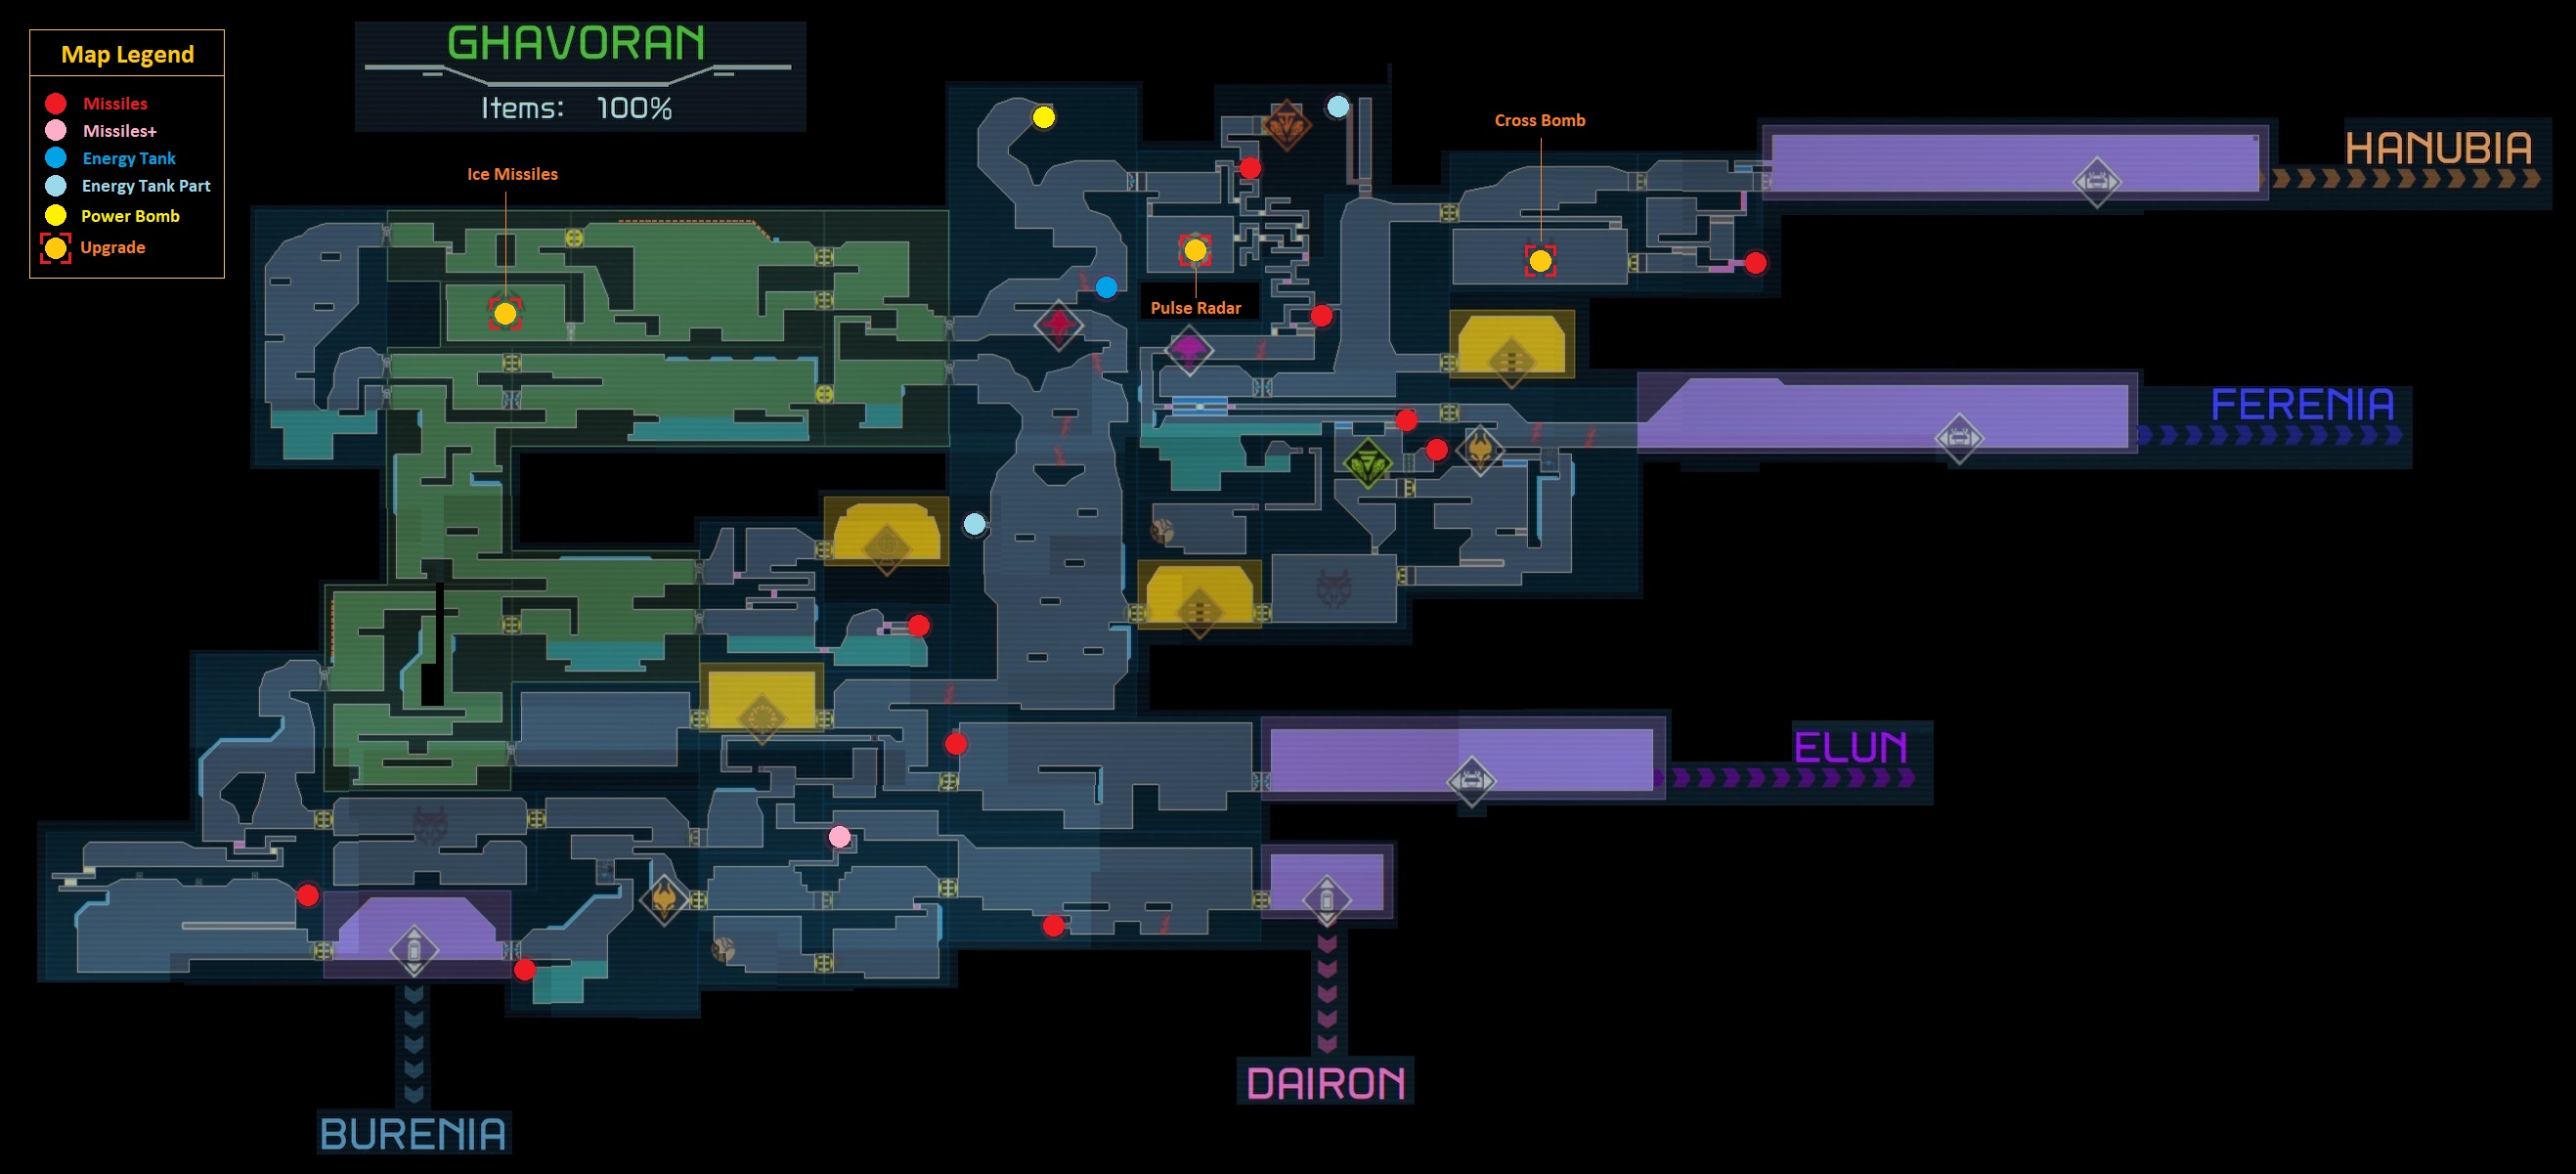 Map Legend
Missiles
Missiles+
Energy Tank
Energy Tank Part
Power Bomb
Upgrade
GHAVORAN
Items: 100%
Ice Missiles
Cross Bomb
Pulse Radar
HANUBIA
FERENIA
ELUN
DAIRON
BURENIA